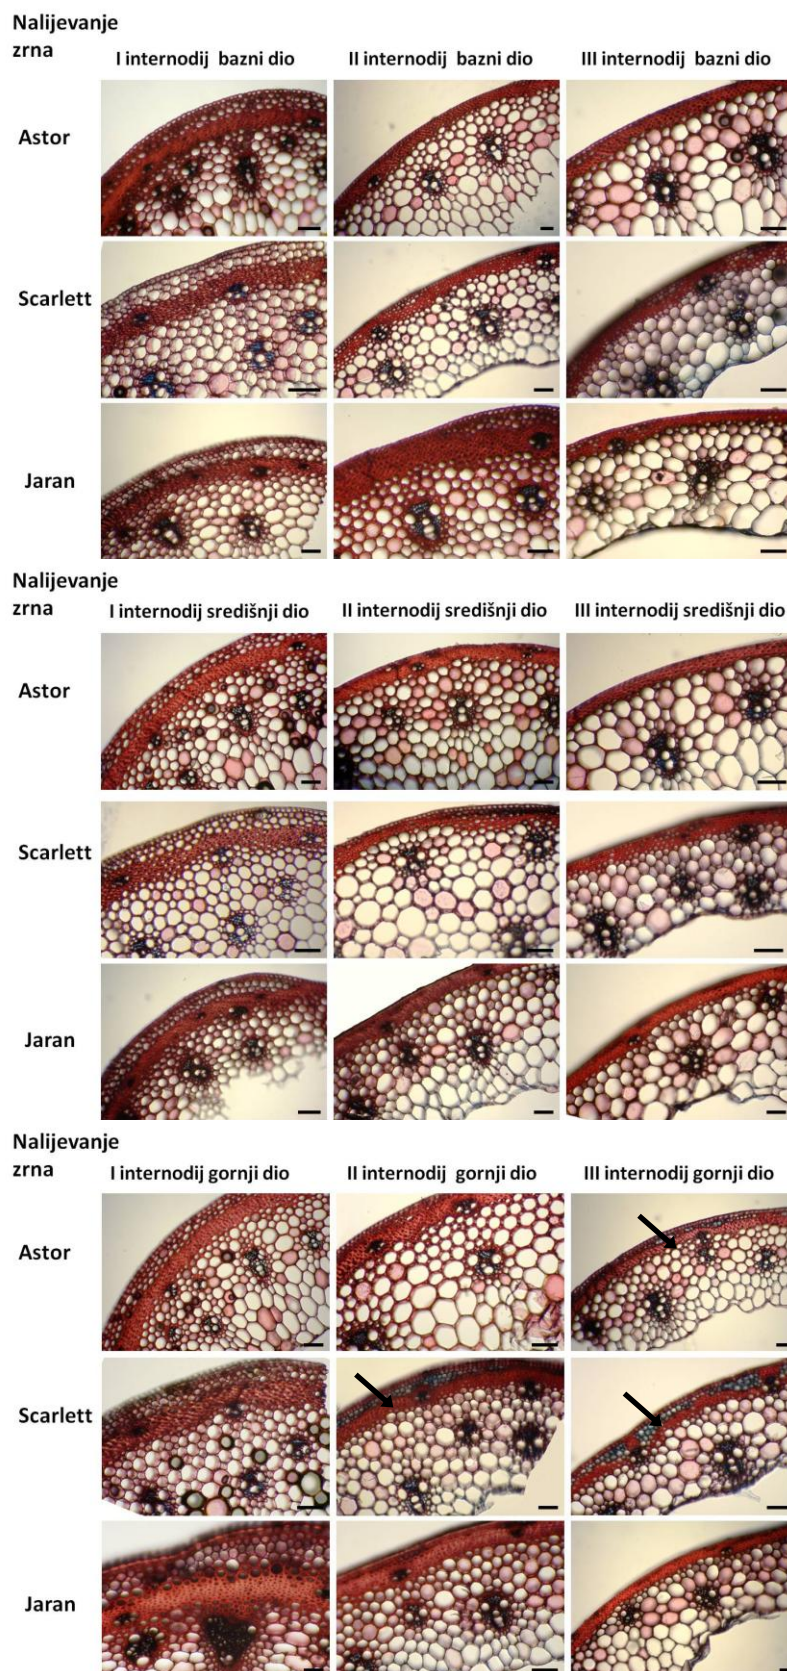 Nalijevanje
zrna
I internodij bazni dio
II internodij bazni dio
III internodij bazni dio
Astor
Scarlett
Jaran
Nalijevanje
zrna
I internodij središnji dio
II internodij središnji dio
III internodij središnji dio
Astor
Scarlett
Jaran
Nalijevanje
zrna
I internodij gornji dio
II internodij gornji dio
III internodij gornji dio
Astor
Scarlett
Jaran